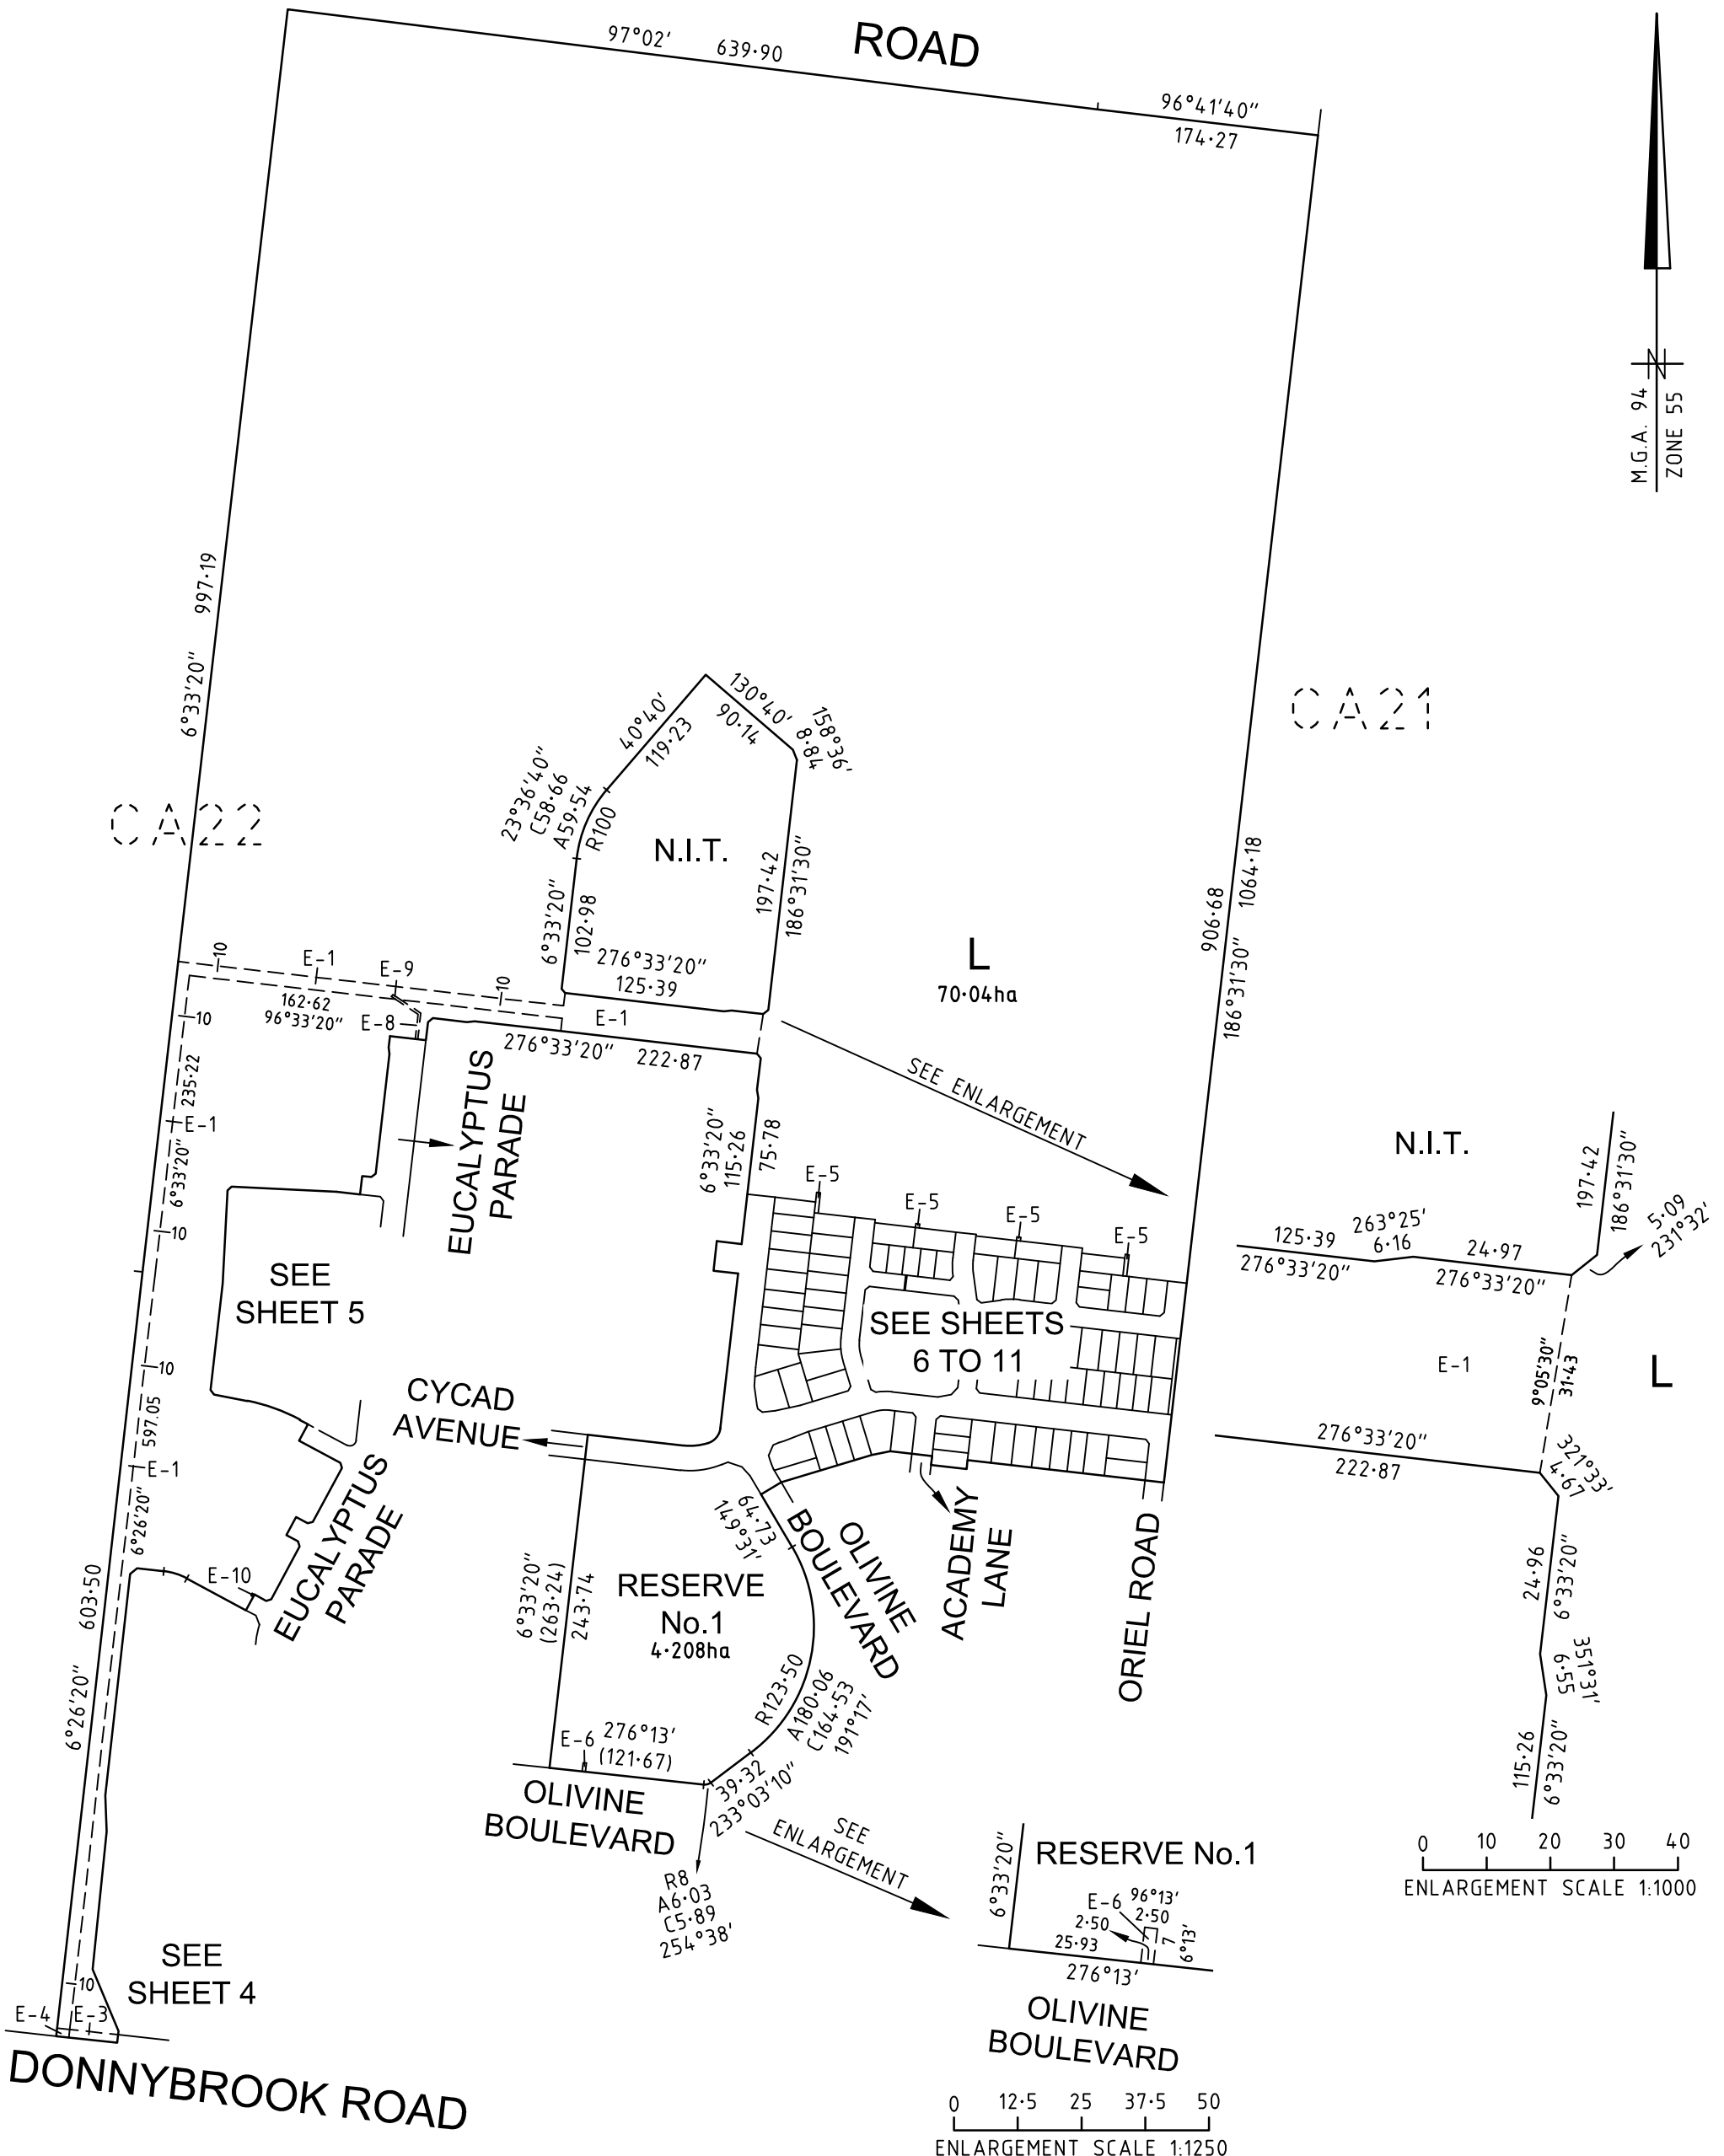 97°02'
639·90
ROAD
96°41'40"
174·27
M.G.A. 94
ZONE 55
N
997·19
6°33'20"
CA22
CA21
130°40'
90·14
158°36'
8·84
40°40'
119·23
23°36'40"
C58·66
A59·54
R100
N.I.T.
197·42
186°31'30"
6°33'20"
102·98
276°33'20"
125·39
L
70·04ha
906·68
1064·18
186°31'30"
10
E-1
E-9
10
162·62
96°33'20"
E-8
E-1
276°33'20"
222·87
10
235·22
E-1
6°33'20"
10
EUCALYPTUS
PARADE
6°33'20"
115·26
75·78
SEE ENLARGEMENT
E-5
E-5
E-5
E-5
SEE
SHEET 5
SEE SHEETS
6 TO 11
10
597.05
E-1
6°26'20"
CYCAD
AVENUE
603·50
6°26'20"
E-10
EUCALYPTUS
PARADE
64·73
149°31'
OLIVINE
BOULEVARD
ACADEMY
LANE
ORIEL ROAD
6°33'20"
(263·24)
243·74
RESERVE
No.1
4·208ha
R123·50
A180·06
C164·53
191°17'
E-6
276°13'
(121·67)
39·32
233°03'10"
OLIVINE
BOULEVARD
R8
A6·03
C5·89
254°38'
SEE
ENLARGEMENT
SEE
SHEET 4
10
E-4
E-3
DONNYBROOK ROAD
N.I.T.
197·42
186°31'30"
5·09
231°32'
125·39
276°33'20"
263°25'
6·16
24·97
276°33'20"
E-1
9°05'30"
31·43
L
276°33'20"
222·87
321°33'
4·67
24·96
6°33'20"
351°31'
6·55
115·26
6°33'20"
0 10 20 30 40
ENLARGEMENT SCALE 1:1000
6°33'20"
RESERVE No.1
E-6
96°13'
2·50
2·50
7
6°13'
25·93
276°13'
OLIVINE
BOULEVARD
0 12·5 25 37·5 50
ENLARGEMENT SCALE 1:1250